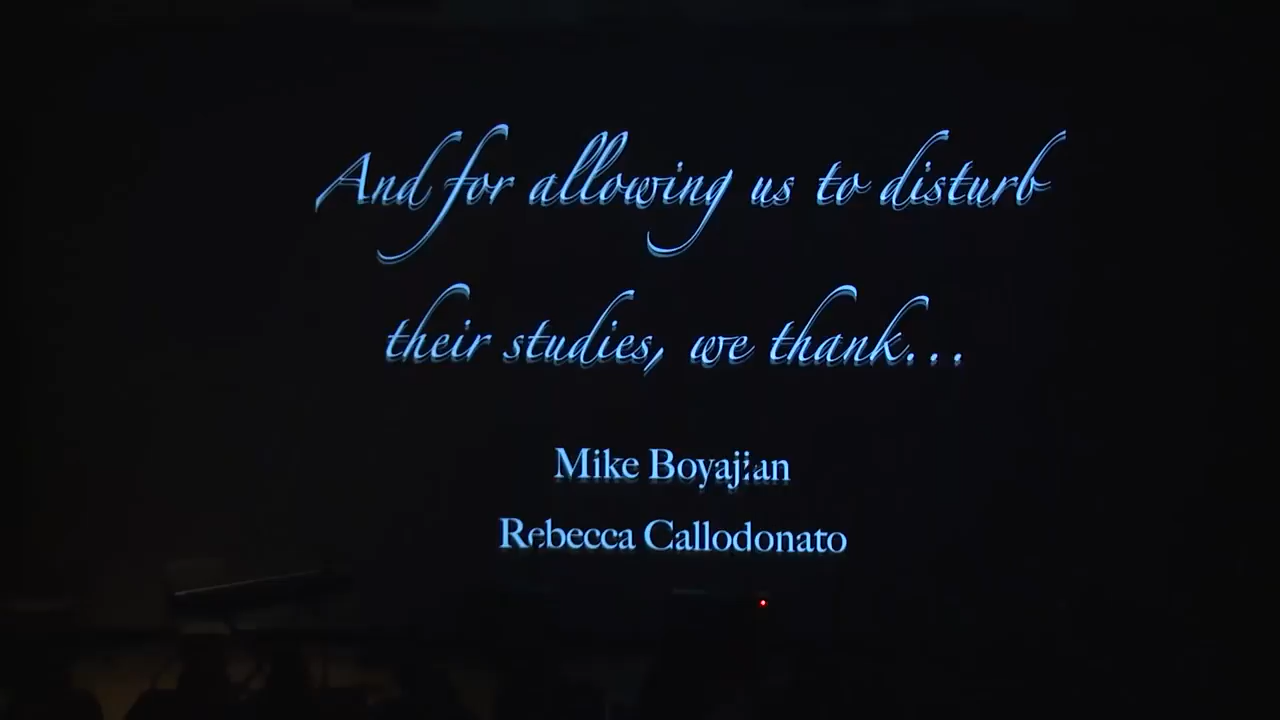 And for allowing us to disturb
their studies, we thank...
Mike Boyajian
Rebecca Callodonato